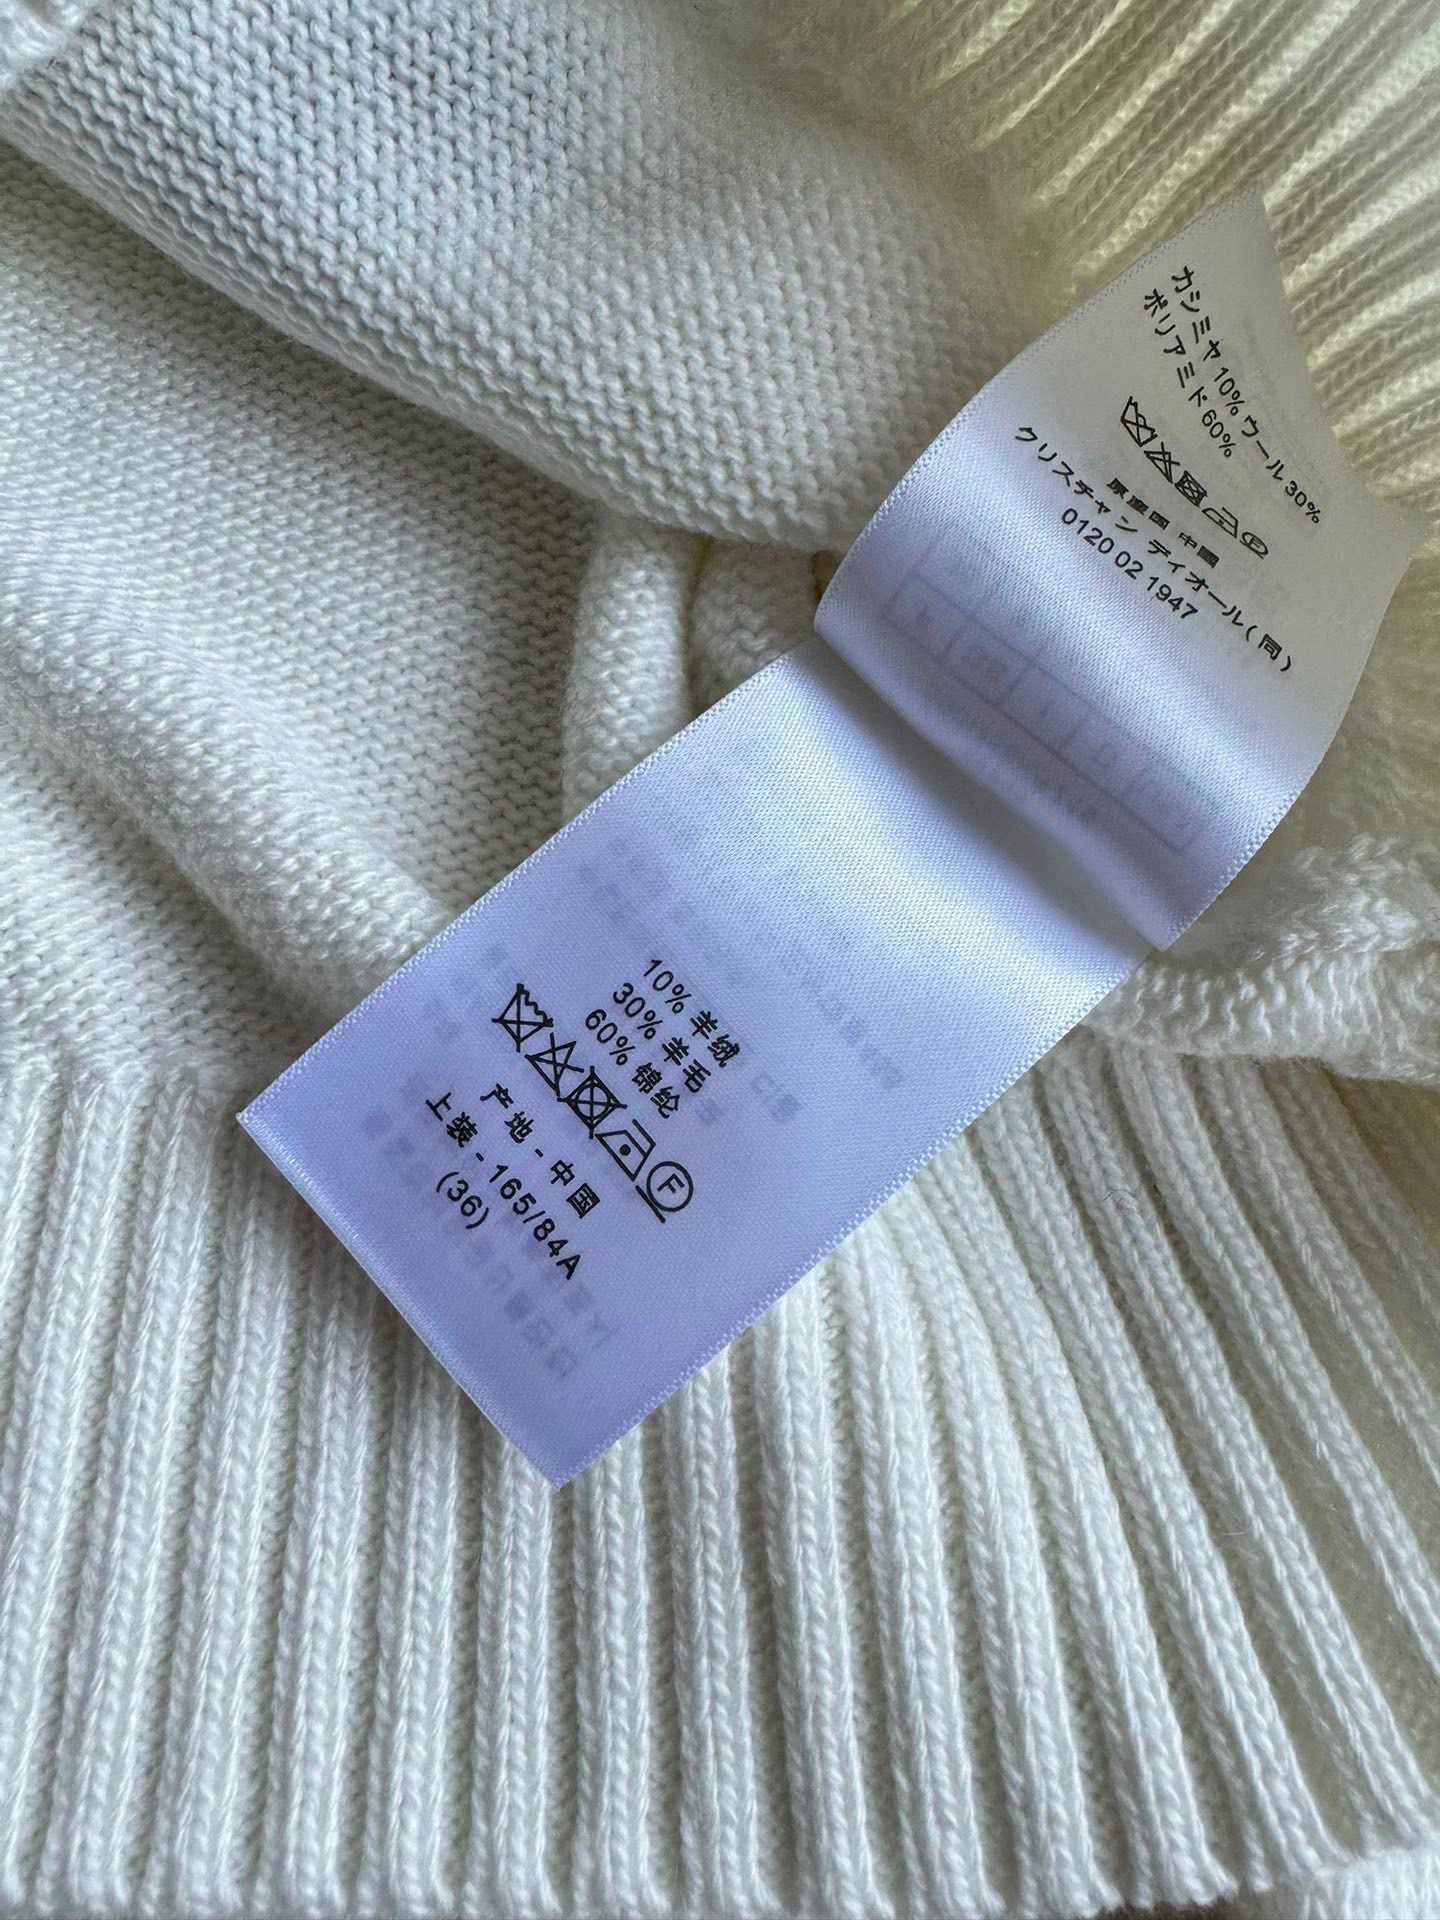 カシミヤ 10% ウール 30%
ポリアミド 60%
原産国 中国
クリスチャン ディオール(同)
0120 02 1947
10% 羊绒
30% 羊毛
60% 锦纶
F
产地 - 中国
上装 - 165/84A
(36)